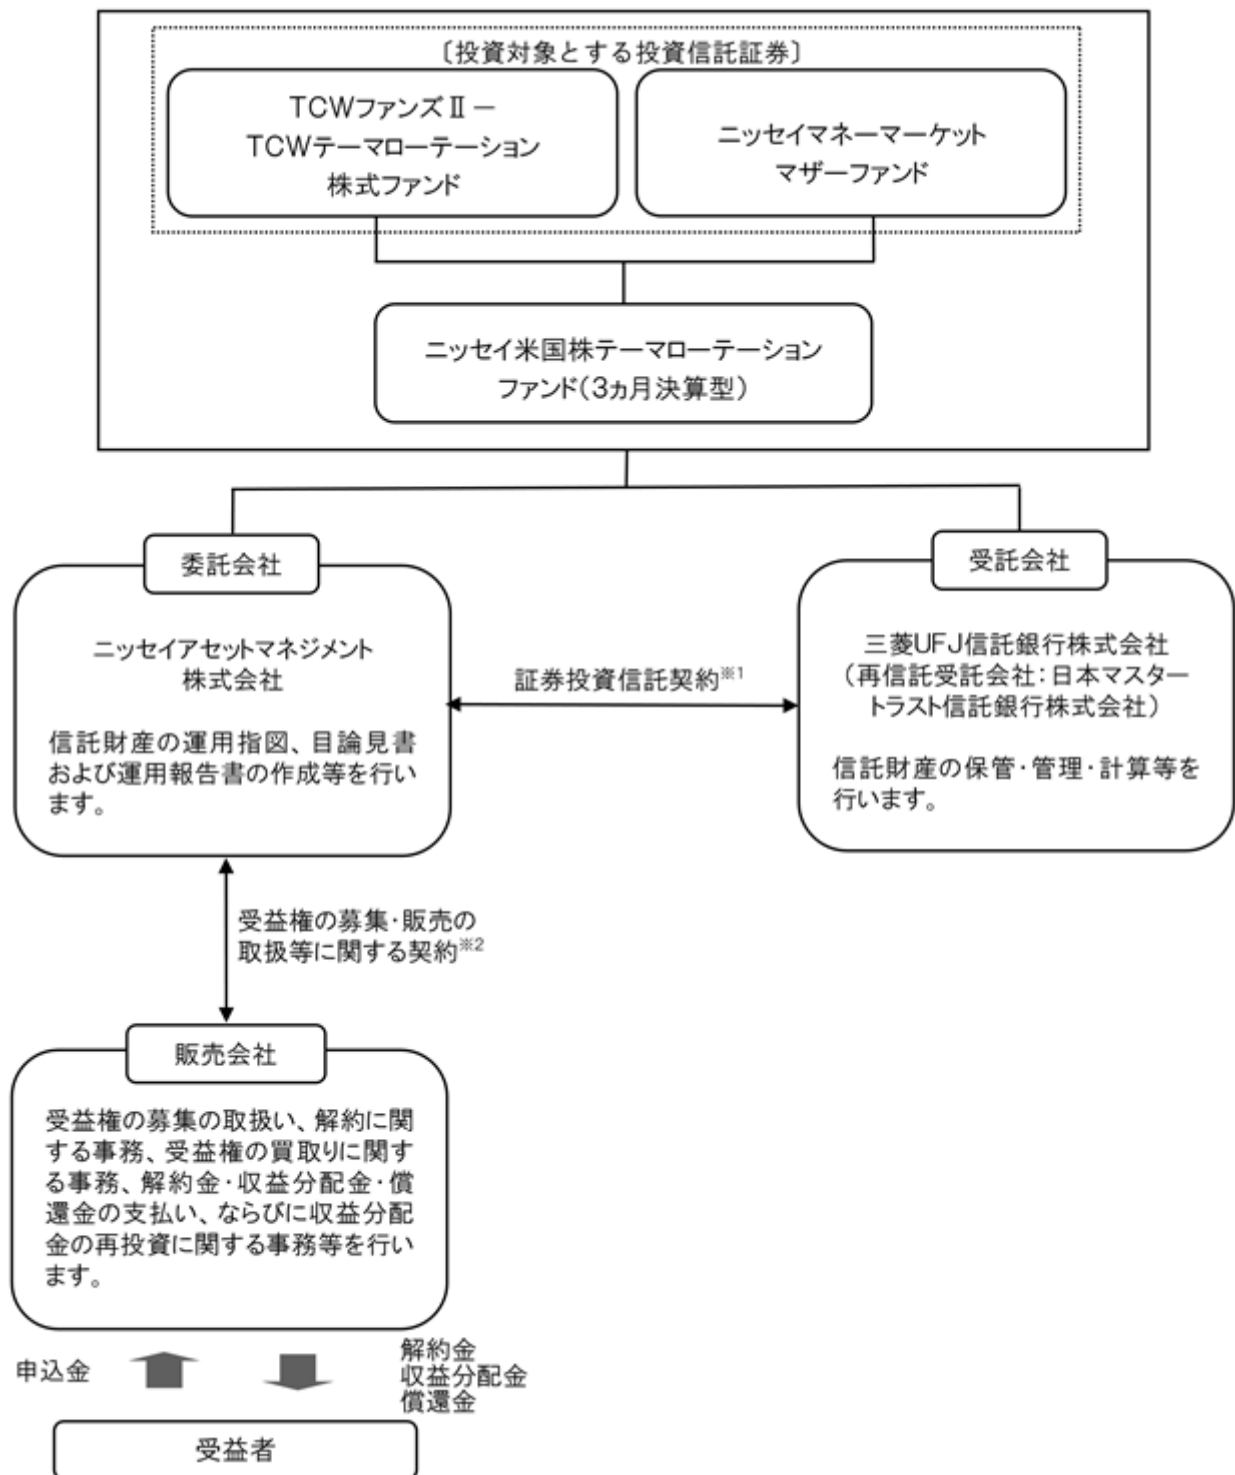 〔投資対象とする投資信託証券〕
TCWファンズⅡ－
TCWテーマローテーション
株式ファンド
ニッセイマネーマーケット
マザーファンド
ニッセイ米国株テーマローテーション
ファンド(3ヵ月決算型)
委託会社
ニッセイアセットマネジメント
株式会社
信託財産の運用指図、目論見書
および運用報告書の作成等を行い
ます。
証券投資信託契約※1
受託会社
三菱UFJ信託銀行株式会社
(再信託受託会社:日本マスター
トラスト信託銀行株式会社)
信託財産の保管・管理・計算等を
行います。
受益権の募集・販売の
取扱等に関する契約※2
販売会社
受益権の募集の取扱い、解約に関
する事務、受益権の買取りに関す
る事務、解約金・収益分配金・償
還金の支払い、ならびに収益分配
金の再投資に関する事務等を行い
ます。
申込金
解約金
収益分配金
償還金
受益者